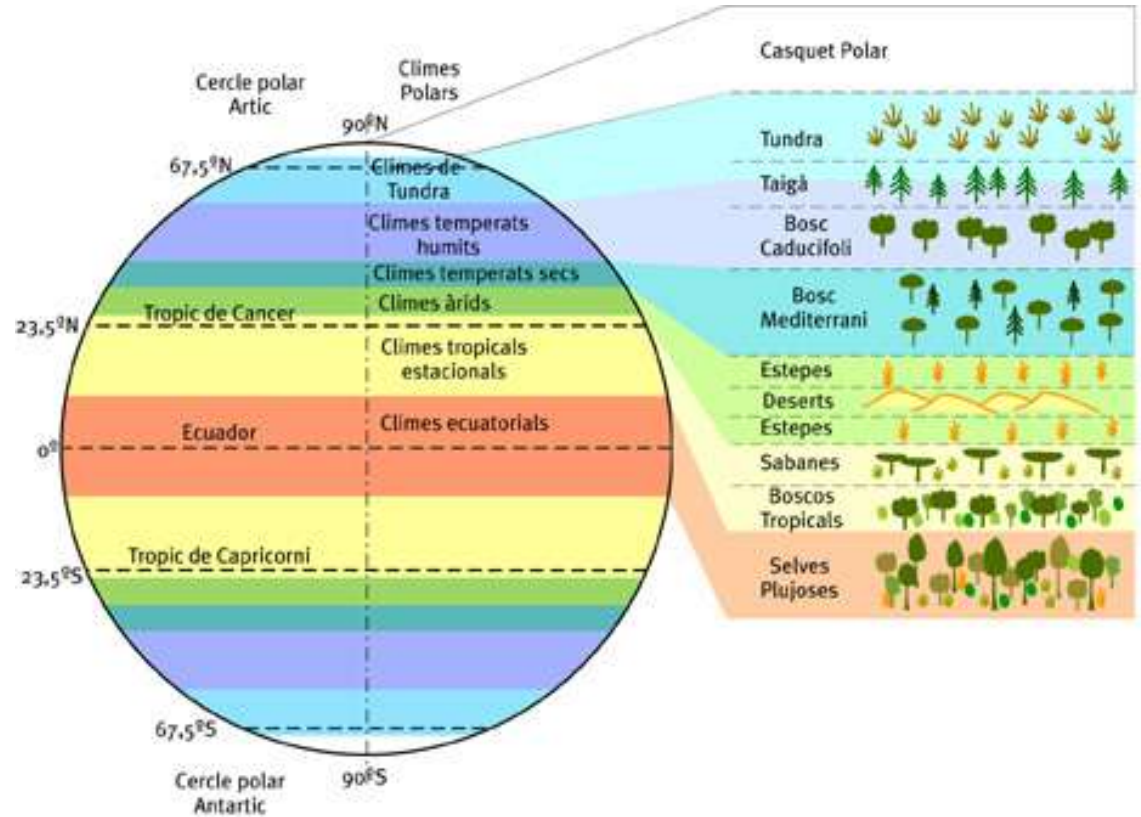 Cercle polar
Artic
Climes
Polars
90ºN
67,5ºN
Climes de
Tundra
Climes temperats
humits
Climes temperats secs
Climes àrids
Tropic de Cancer
23,5ºN
Climes tropicals
estacionals
Ecuador
Climes ecuatorials
0º
Tropic de Capricorni
23,5ºS
67,5ºS
Cercle polar
Antartic
90ºS
Casquet Polar
Tundra
Taigà
Bosc
Caducifoli
Bosc
Mediterrani
Estepes
Deserts
Estepes
Sabanes
Boscos
Tropicals
Selves
Plujoses